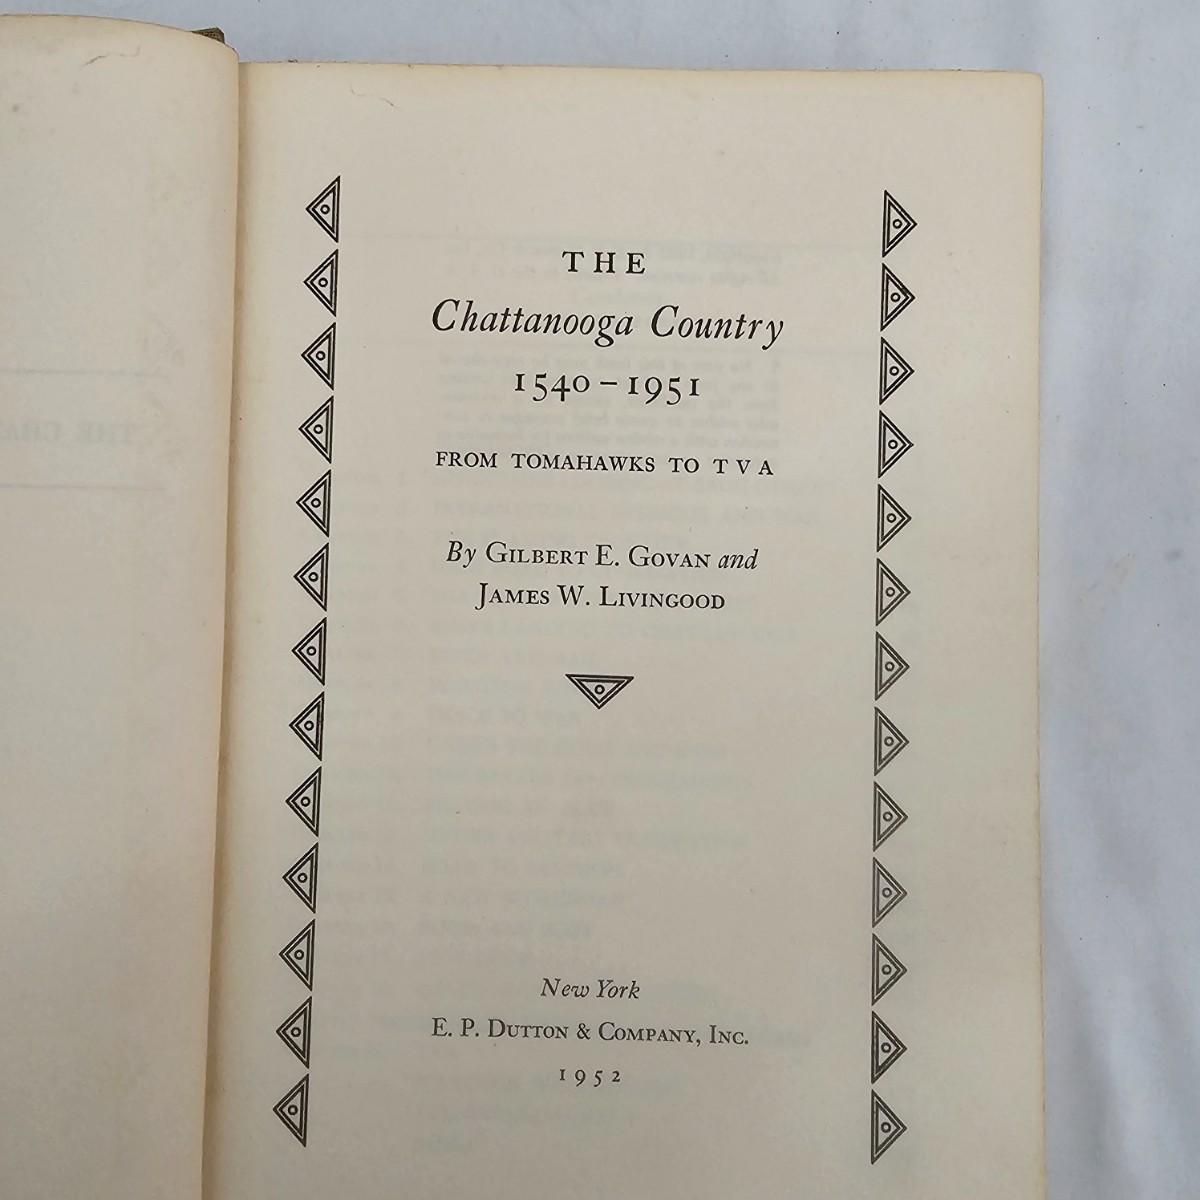 THE
Chattanooga Country
1540–1951
FROM TOMAHAWKS TO T V A
By GILBERT E. GOVAN and
JAMES W. LIVINGOOD
New York
E. P. DUTTON & COMPANY, INC.
1952